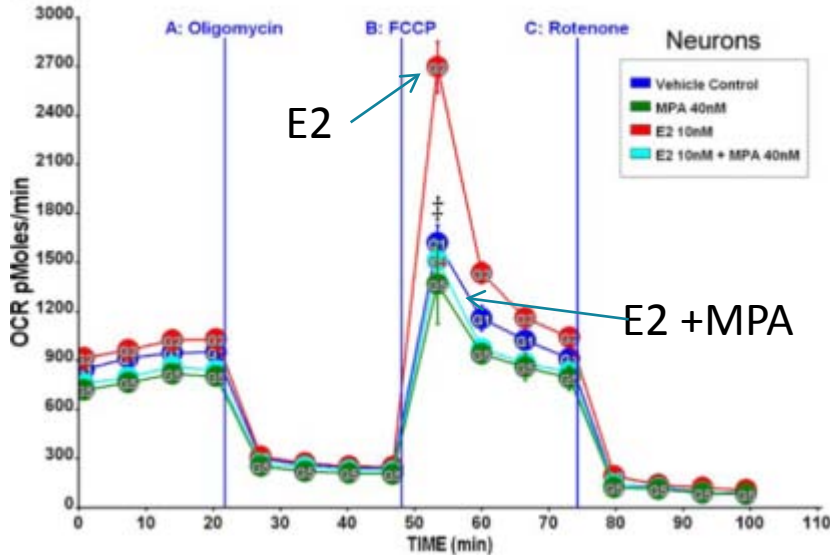 A: Oligomycin B: FCCP C: Rotenone
Neurons
Vehicle Control
MPA 40nM
E2 10nM
E2 10nM + MPA 40nM
E2
E2 +MPA
OCR pMoles/min
3000
2700
2400
2100
1800
1500
1200
900
600
300
0
‡
G1
G5
0 10 20 30 40 50 60 70 80 90 100 110
TIME (min)